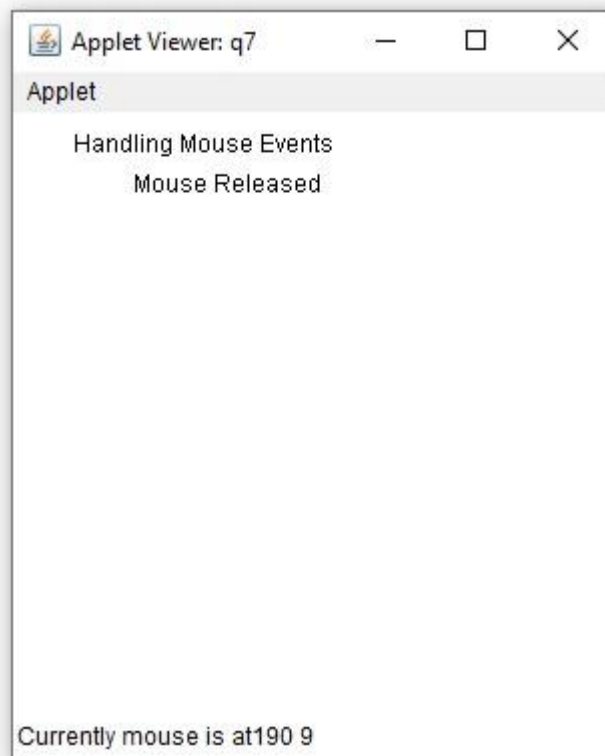 Applet Viewer: q7
Applet
Handling Mouse Events
Mouse Released
Currently mouse is at190 9